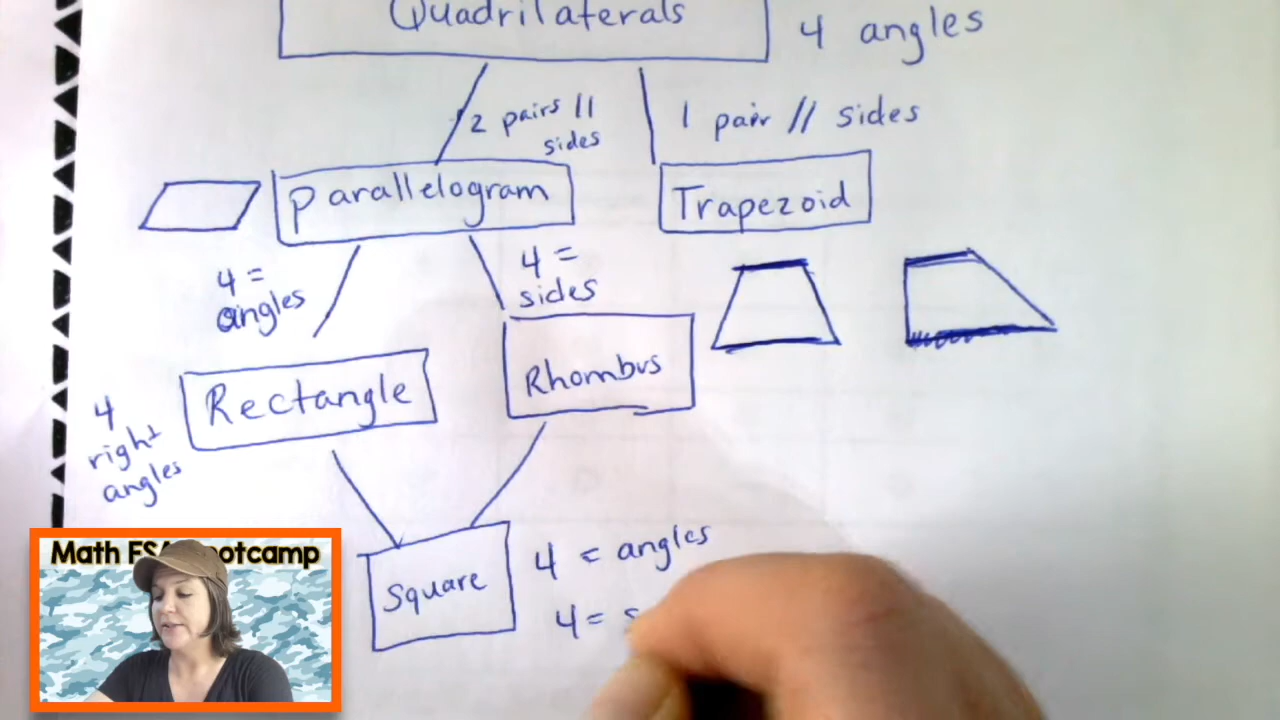 Quadrilaterals
4 angles
2 pairs //
sides
1 pair // sides
Parallelogram
Trapezoid
4 =
angles
4 =
sides
Rectangle
Rhombus
4
right
angles
Square
4 = angles
4 = s
Math FSA Bootcamp